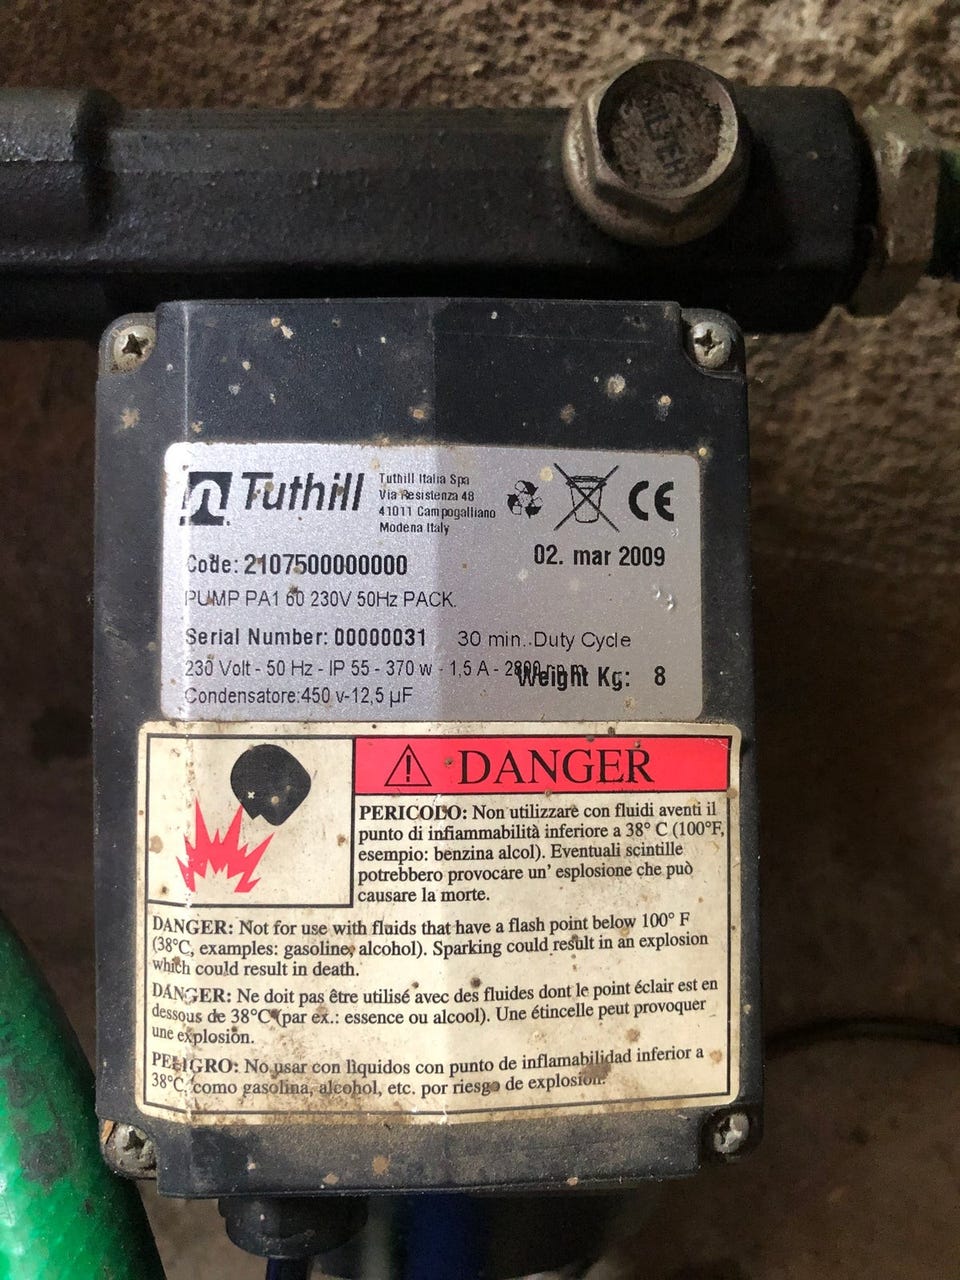 Tuthill
Tuthill Italia Spa
Via Resistenza 48
41011 Campogalliano
Modena Italy
CE
Code: 2107500000000
02. mar 2009
PUMP PA1 60 230V 50Hz PACK.
Serial Number: 00000031 30 min. Duty Cycle
230 Volt - 50 Hz - IP 55 - 370 w - 1,5 A - 2800 r.p.m.
Weight Kg: 8
Condensatore:450 v-12,5 µF
DANGER
PERICOLO: Non utilizzare con fluidi aventi il
punto di infiammabilità inferiore a 38° C (100°F,
esempio: benzina alcol). Eventuali scintille
potrebbero provocare un' esplosione che può
causare la morte.
DANGER: Not for use with fluids that have a flash point below 100° F
(38°C, examples: gasoline, alcohol). Sparking could result in an explosion
which could result in death.
DANGER: Ne doit pas être utilisé avec des fluides dont le point éclair est en
dessous de 38°C (par ex.: essence ou alcool). Une étincelle peut provoquer
une explosion.
PELIGRO: No usar con lìquidos con punto de inflamabilidad inferior a
38°C, como gasolina, alcohol, etc. por riesgo de explosion.